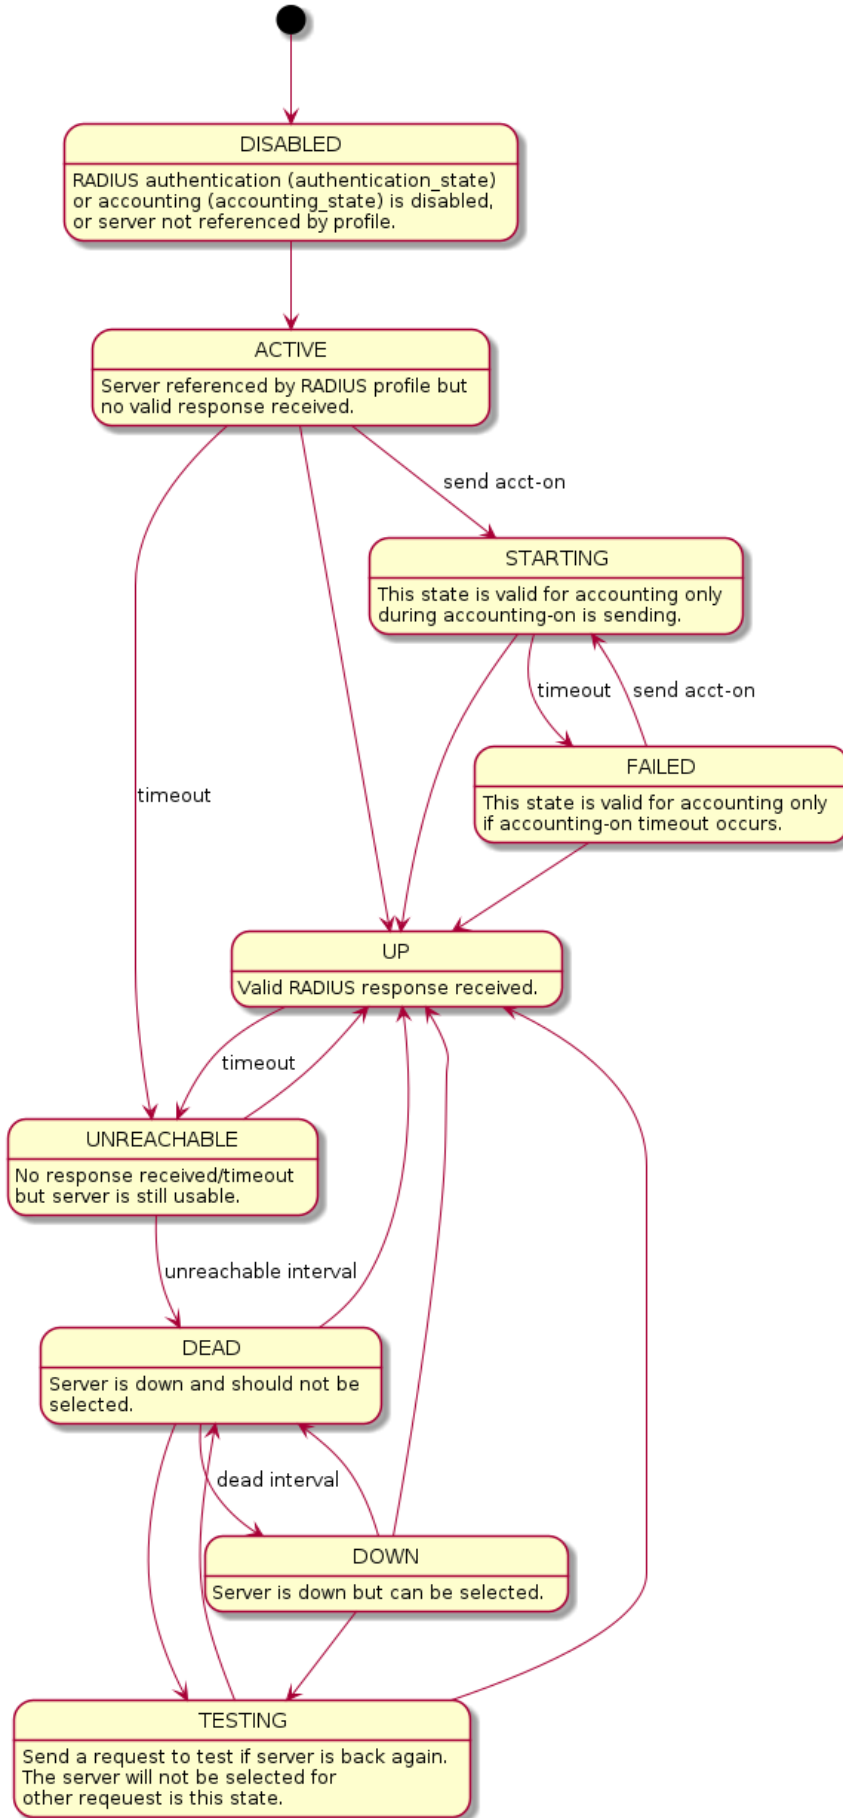 DISABLED
RADIUS authentication (authentication_state)
or accounting (accounting_state) is disabled,
or server not referenced by profile.
ACTIVE
Server referenced by RADIUS profile but
no valid response received.
send acct-on
STARTING
This state is valid for accounting only
during accounting-on is sending.
timeout
send acct-on
FAILED
This state is valid for accounting only
if accounting-on timeout occurs.
timeout
UP
Valid RADIUS response received.
timeout
UNREACHABLE
No response received/timeout
but server is still usable.
unreachable interval
DEAD
Server is down and should not be
selected.
dead interval
DOWN
Server is down but can be selected.
TESTING
Send a request to test if server is back again.
The server will not be selected for
other reqeuest is this state.